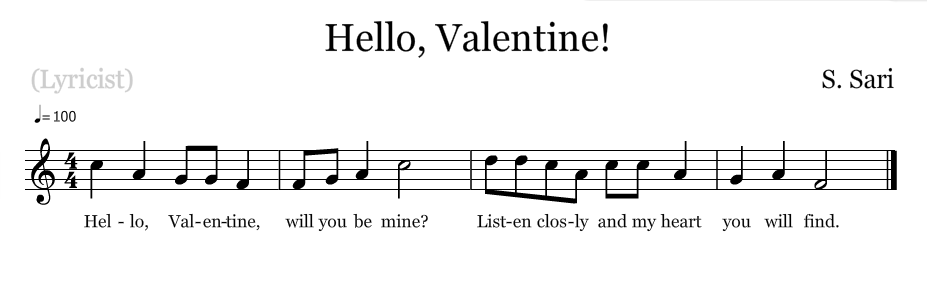 Hello, Valentine!
(Lyricist) S. Sari
♩= 100
4
4
Hel - lo, Val-en-tine, will you be mine? List-en clos-ly and my heart you will find.